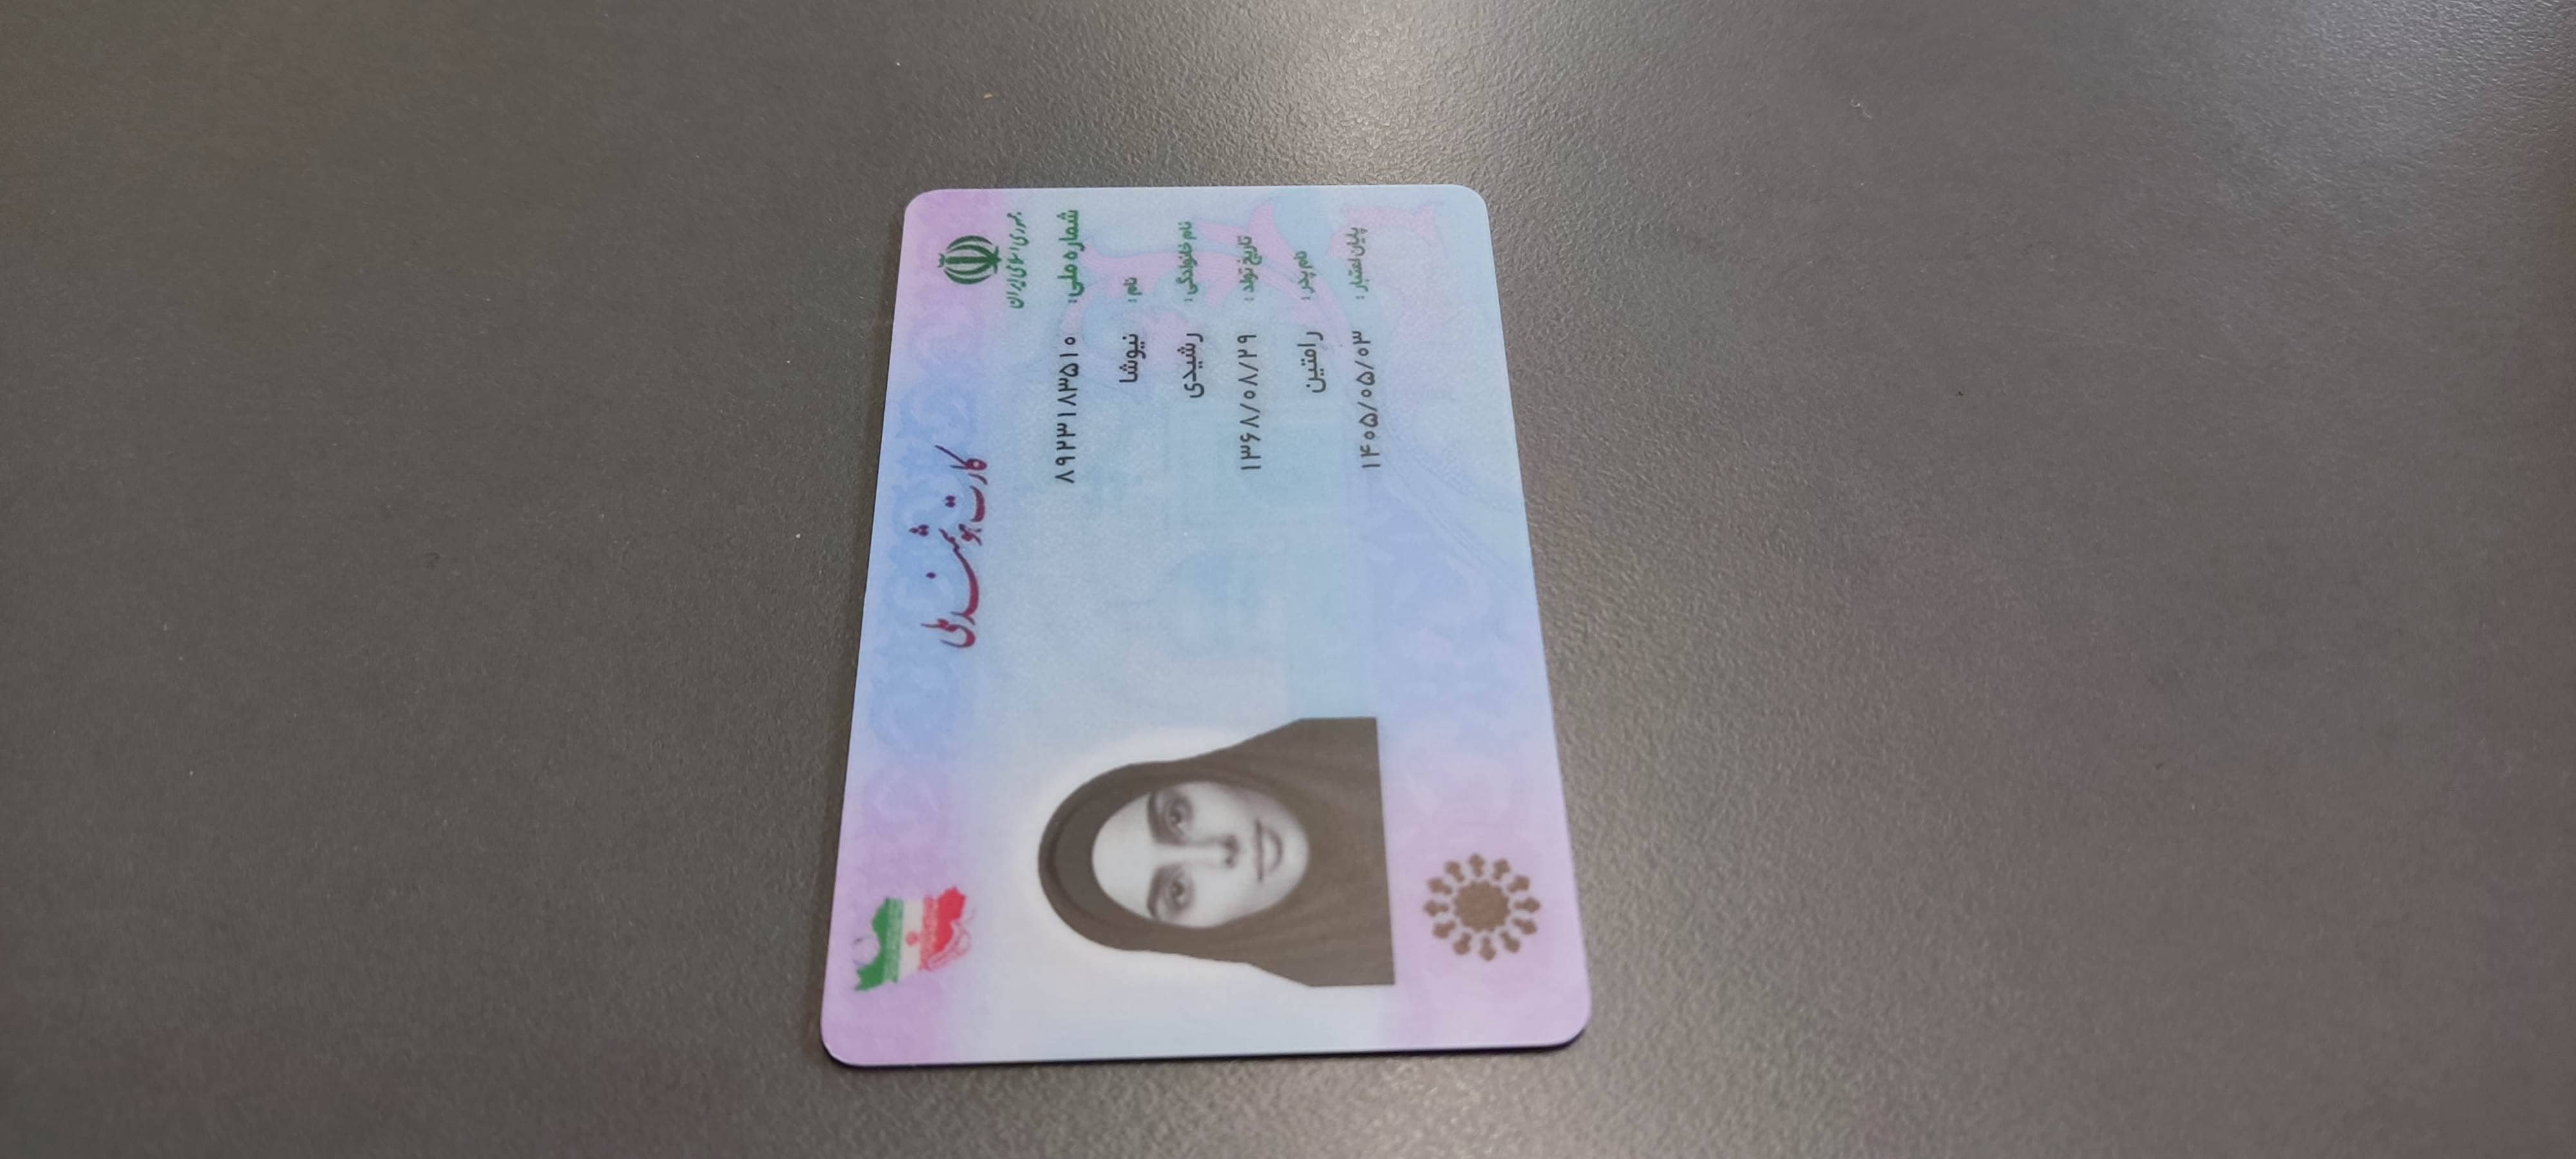 جمهوری اسلامی ایران
کارت هوشمند ملی
شماره ملی: ۸۹۲۳۱۸۳۵۱۰
نام: نیوشا
نام خانوادگی: رشیدی
تاریخ تولد: ۱۳۶۸/۰۸/۲۹
نام پدر: رامتین
پایان اعتبار: ۱۴۰۵/۰۵/۰۳